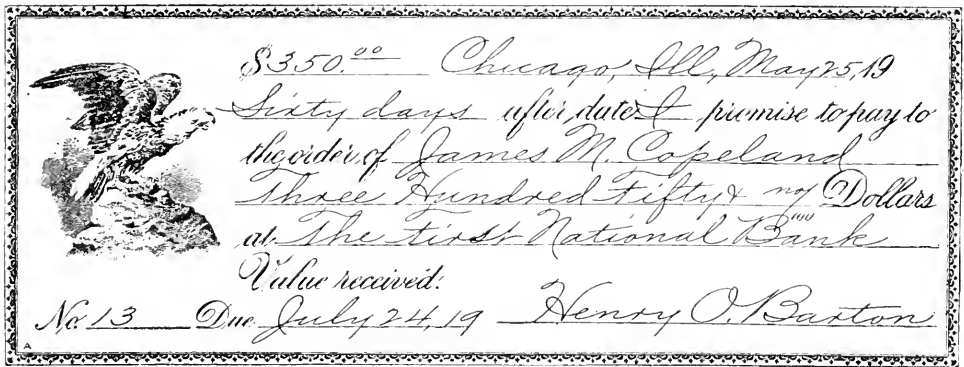 $350.00 Chicago, Ill., May 25, 19
Sixty days after date I promise to pay to
the order of James M. Copeland
Three Hundred Fifty & no/100 Dollars
at The First National Bank
Value received:
No. 13 Due July 24, 19 Henry O. Barton
A